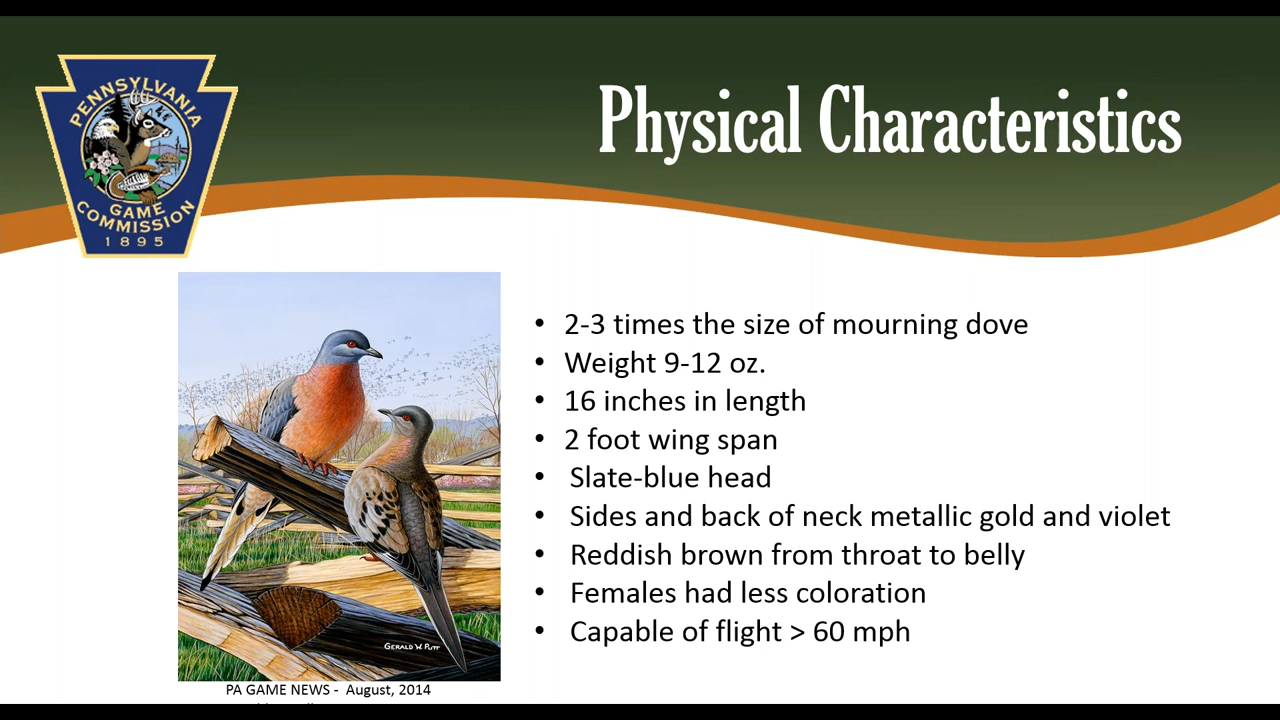 PENNSYLVANIA
GAME
COMMISSION
1895
Physical Characteristics
• 2-3 times the size of mourning dove
• Weight 9-12 oz.
• 16 inches in length
• 2 foot wing span
• Slate-blue head
• Sides and back of neck metallic gold and violet
• Reddish brown from throat to belly
• Females had less coloration
• Capable of flight > 60 mph
GERALD W. PUTT
PA GAME NEWS - August, 2014